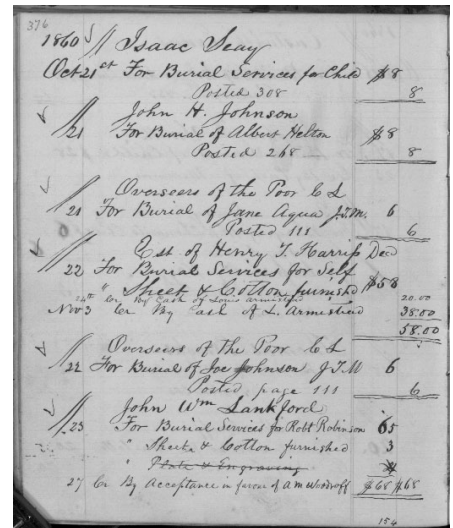 376
1860 Isaac Seay
Oct 21st For Burial Services for Child $8
Posted 308 8
John H. Johnson
21 For Burial of Albert Helton $8
Posted 268 8
Overseers of the Poor C L
21 For Burial of Jane Agua J.T.M. 6
Posted 111 6
Est of Henry T. Harris Decd
22 For Burial Services for Self
" Sheet & Cotton furnished $58
24th Cr By Cash of Louis Armistead 20.00
Nov 3 Cr By Cash of L. Armistead 38.00
58.00
Overseers of the Poor C L
22 For Burial of Joe Johnson J T M 6
Posted page 111 6
John Wm Lankford
23 For Burial Services for Robt Robinson 65
" Sheet & Cotton furnished 3
" Plate & Engraving
27 Cr By Acceptance in favour of A M Woodroff $68 $68
154